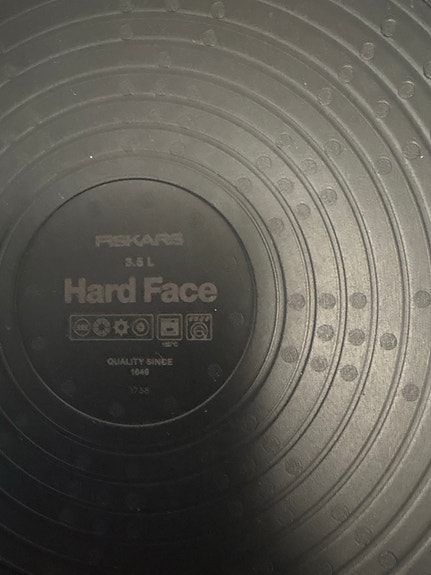 FISKARS
3.5 L
Hard Face
QUALITY SINCE
1649